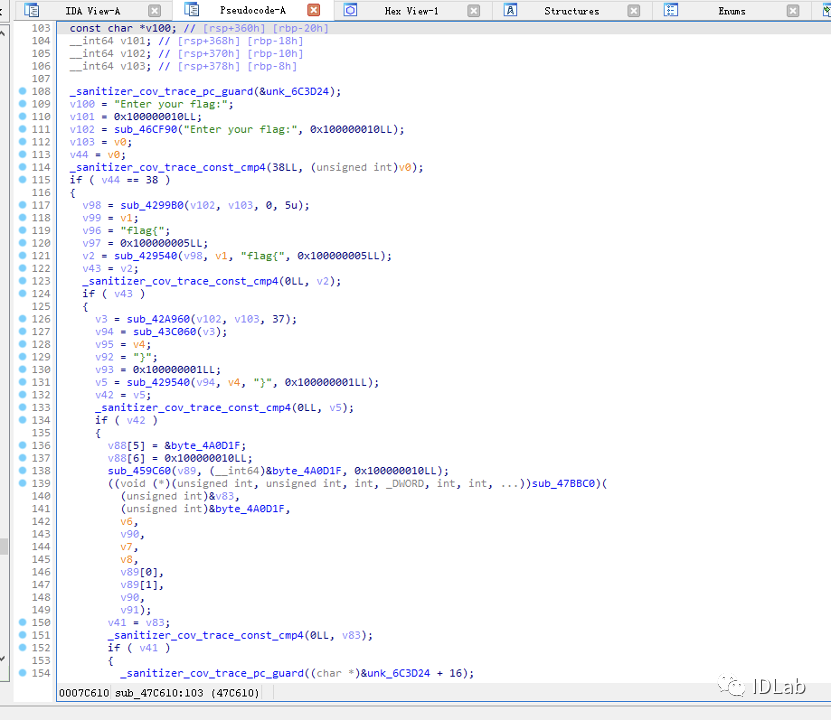 IDA View-A Pseudocode-A Hex View-1 Structures Enums
103 const char *v100; // [rsp+360h] [rbp-20h]
104 __int64 v101; // [rsp+368h] [rbp-18h]
105 __int64 v102; // [rsp+370h] [rbp-10h]
106 __int64 v103; // [rsp+378h] [rbp-8h]
107
108 _sanitizer_cov_trace_pc_guard(&unk_6C3D24);
109 v100 = "Enter your flag:";
110 v101 = 0x100000010LL;
111 v102 = sub_46CF90("Enter your flag:", 0x100000010LL);
112 v103 = v0;
113 v44 = v0;
114 _sanitizer_cov_trace_const_cmp4(38LL, (unsigned int)v0);
115 if ( v44 == 38 )
116 {
117 v98 = sub_4299B0(v102, v103, 0, 5u);
118 v99 = v1;
119 v96 = "flag{";
120 v97 = 0x100000005LL;
121 v2 = sub_429540(v98, v1, "flag{", 0x100000005LL);
122 v43 = v2;
123 _sanitizer_cov_trace_const_cmp4(0LL, v2);
124 if ( v43 )
125 {
126 v3 = sub_42A960(v102, v103, 37);
127 v94 = sub_43C060(v3);
128 v95 = v4;
129 v92 = "}";
130 v93 = 0x100000001LL;
131 v5 = sub_429540(v94, v4, "}", 0x100000001LL);
132 v42 = v5;
133 _sanitizer_cov_trace_const_cmp4(0LL, v5);
134 if ( v42 )
135 {
136 v88[5] = &byte_4A0D1F;
137 v88[6] = 0x100000010LL;
138 sub_459C60(v89, (__int64)&byte_4A0D1F, 0x100000010LL);
139 ((void (*)(unsigned int, unsigned int, int, _DWORD, int, int, ...))sub_47BBC0)(
140 (unsigned int)&v83,
141 (unsigned int)&byte_4A0D1F,
142 v6,
143 v90,
144 v7,
145 v8,
146 v89[0],
147 v89[1],
148 v90,
149 v91);
150 v41 = v83;
151 _sanitizer_cov_trace_const_cmp4(0LL, v83);
152 if ( v41 )
153 {
154 _sanitizer_cov_trace_pc_guard((char *)&unk_6C3D24 + 16);
0007C610 sub_47C610:103 (47C610)
IDLab